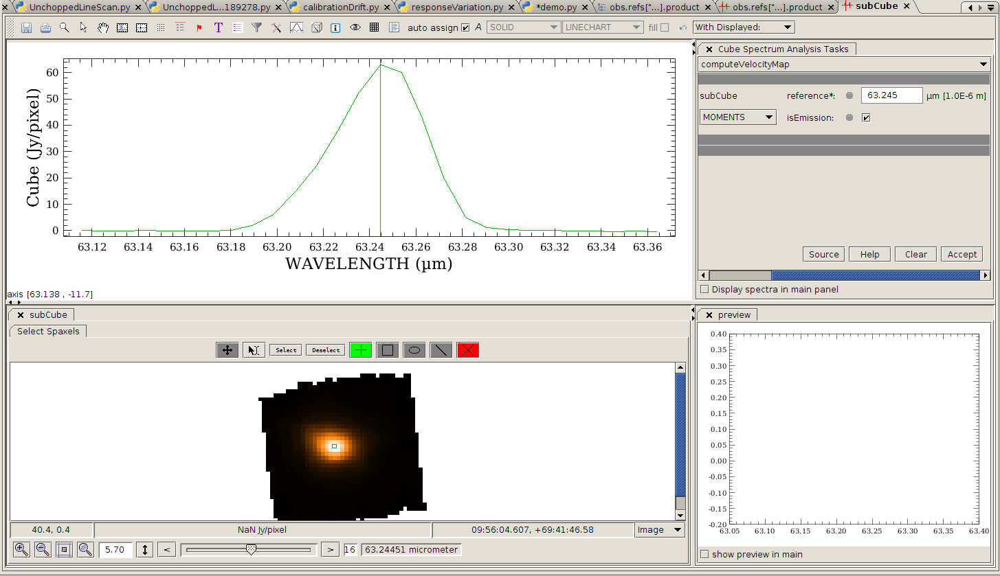 UnchoppedLineScan.py UnchoppedL...189278.py calibrationDrift.py responseVariation.py *demo.py obs.refs["...].product obs.refs["...].product subCube
T i auto assign A SOLID LINECHART fill With Displayed:
Cube (Jy/pixel)
60
50
40
30
20
10
0
63.12 63.14 63.16 63.18 63.20 63.22 63.24 63.26 63.28 63.30 63.32 63.34 63.36
WAVELENGTH (µm)
axis [63.138 , -11.7]
Cube Spectrum Analysis Tasks
computeVelocityMap
subCube reference*: 63.245 µm [1.0E-6 m]
MOMENTS isEmission:
Source Help Clear Accept
Display spectra in main panel
subCube
Select Spaxels
Select Deselect
40.4, 0.4 NaN Jy/pixel 09:56:04.607, +69:41:46.58 Image
5.70 < > 16 63.24451 micrometer
preview
0.40
0.35
0.30
0.25
0.20
0.15
0.10
0.05
0.00
-0.05
-0.10
-0.15
-0.20
63.05 63.10 63.15 63.20 63.25 63.30 63.35 63.40
show preview in main